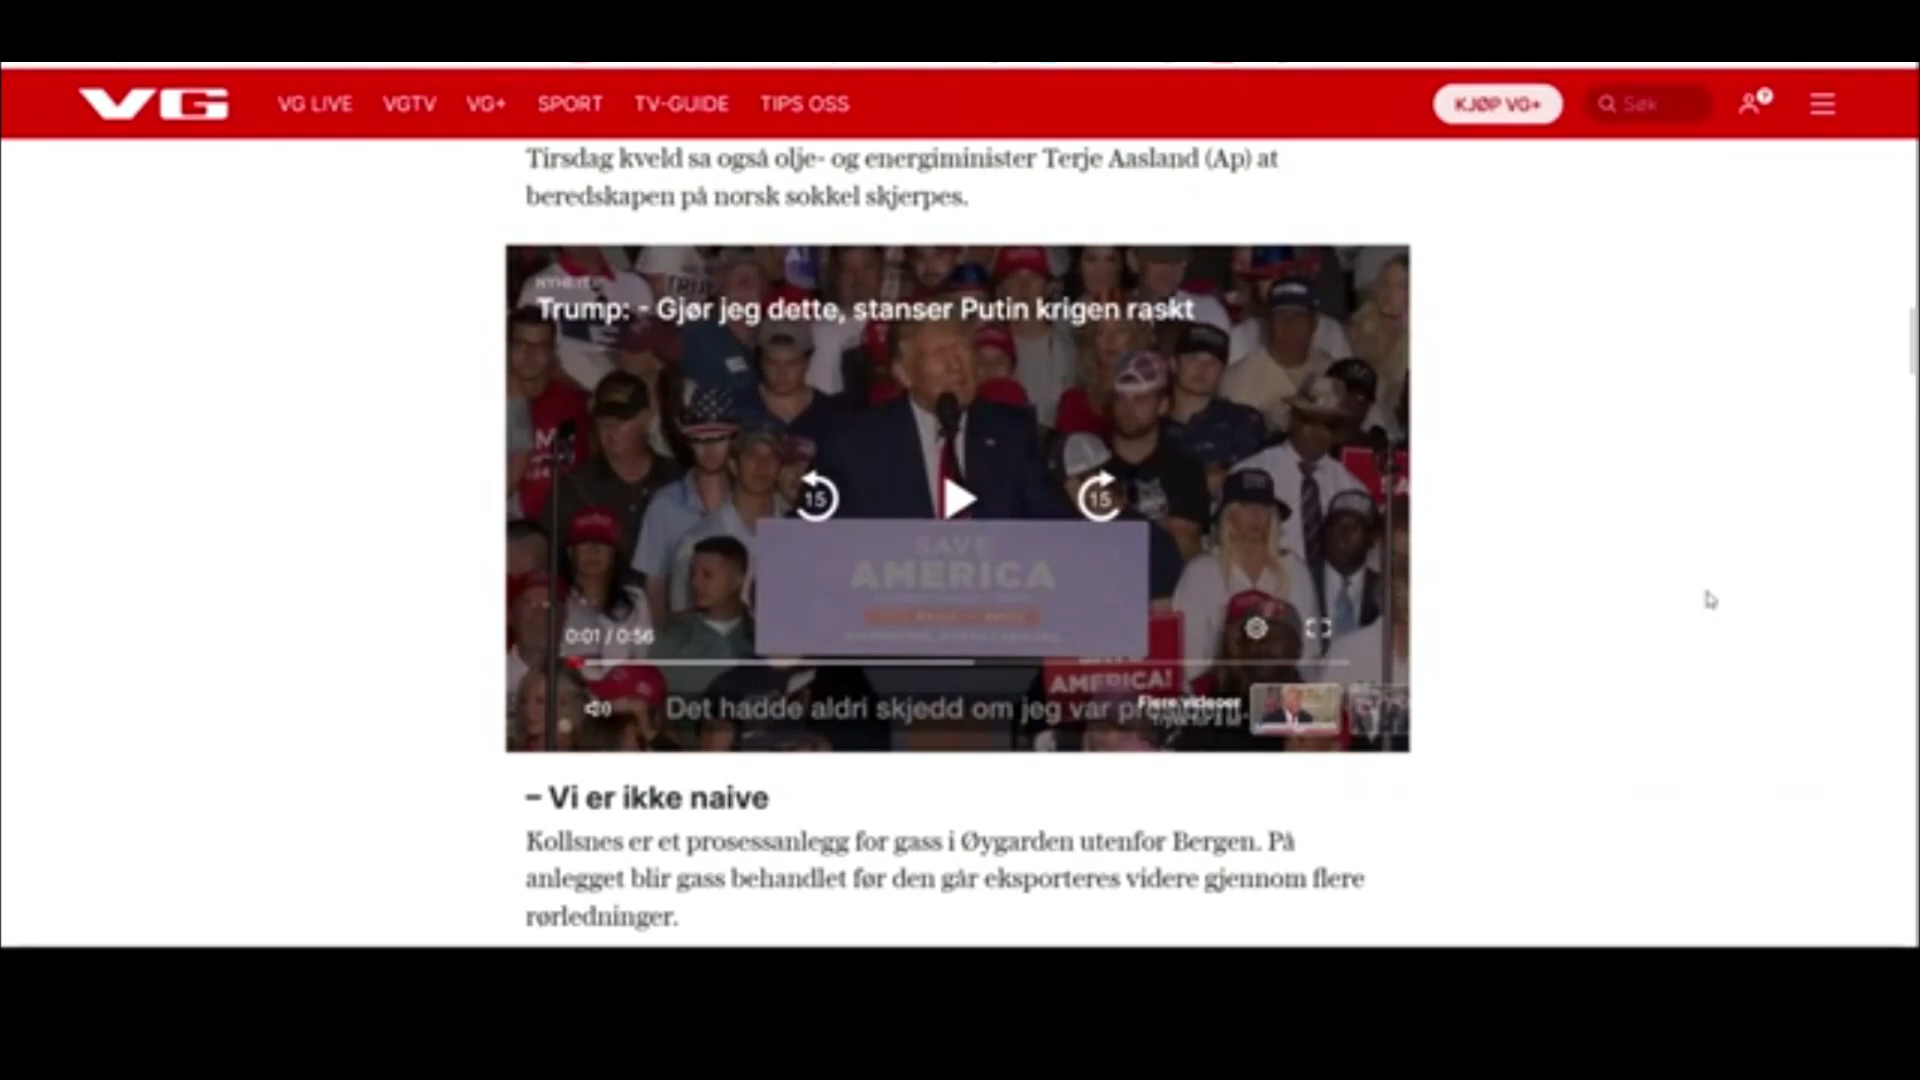 VG
VG LIVE
VGTV
VG+
SPORT
TV-GUIDE
TIPS OSS
KJØP VG+
Søk
Tirsdag kveld sa også olje- og energiminister Terje Aasland (Ap) at
beredskapen på norsk sokkel skjerpes.
Trump: - Gjør jeg dette, stanser Putin krigen raskt
15
15
SAVE
AMERICA
0:01 / 0:56
AMERICA!
Flere videoer
Det hadde aldri skjedd om jeg var
– Vi er ikke naive
Kollsnes er et prosessanlegg for gass i Øygarden utenfor Bergen. På
anlegget blir gass behandlet før den går eksporteres videre gjennom flere
rørledninger.